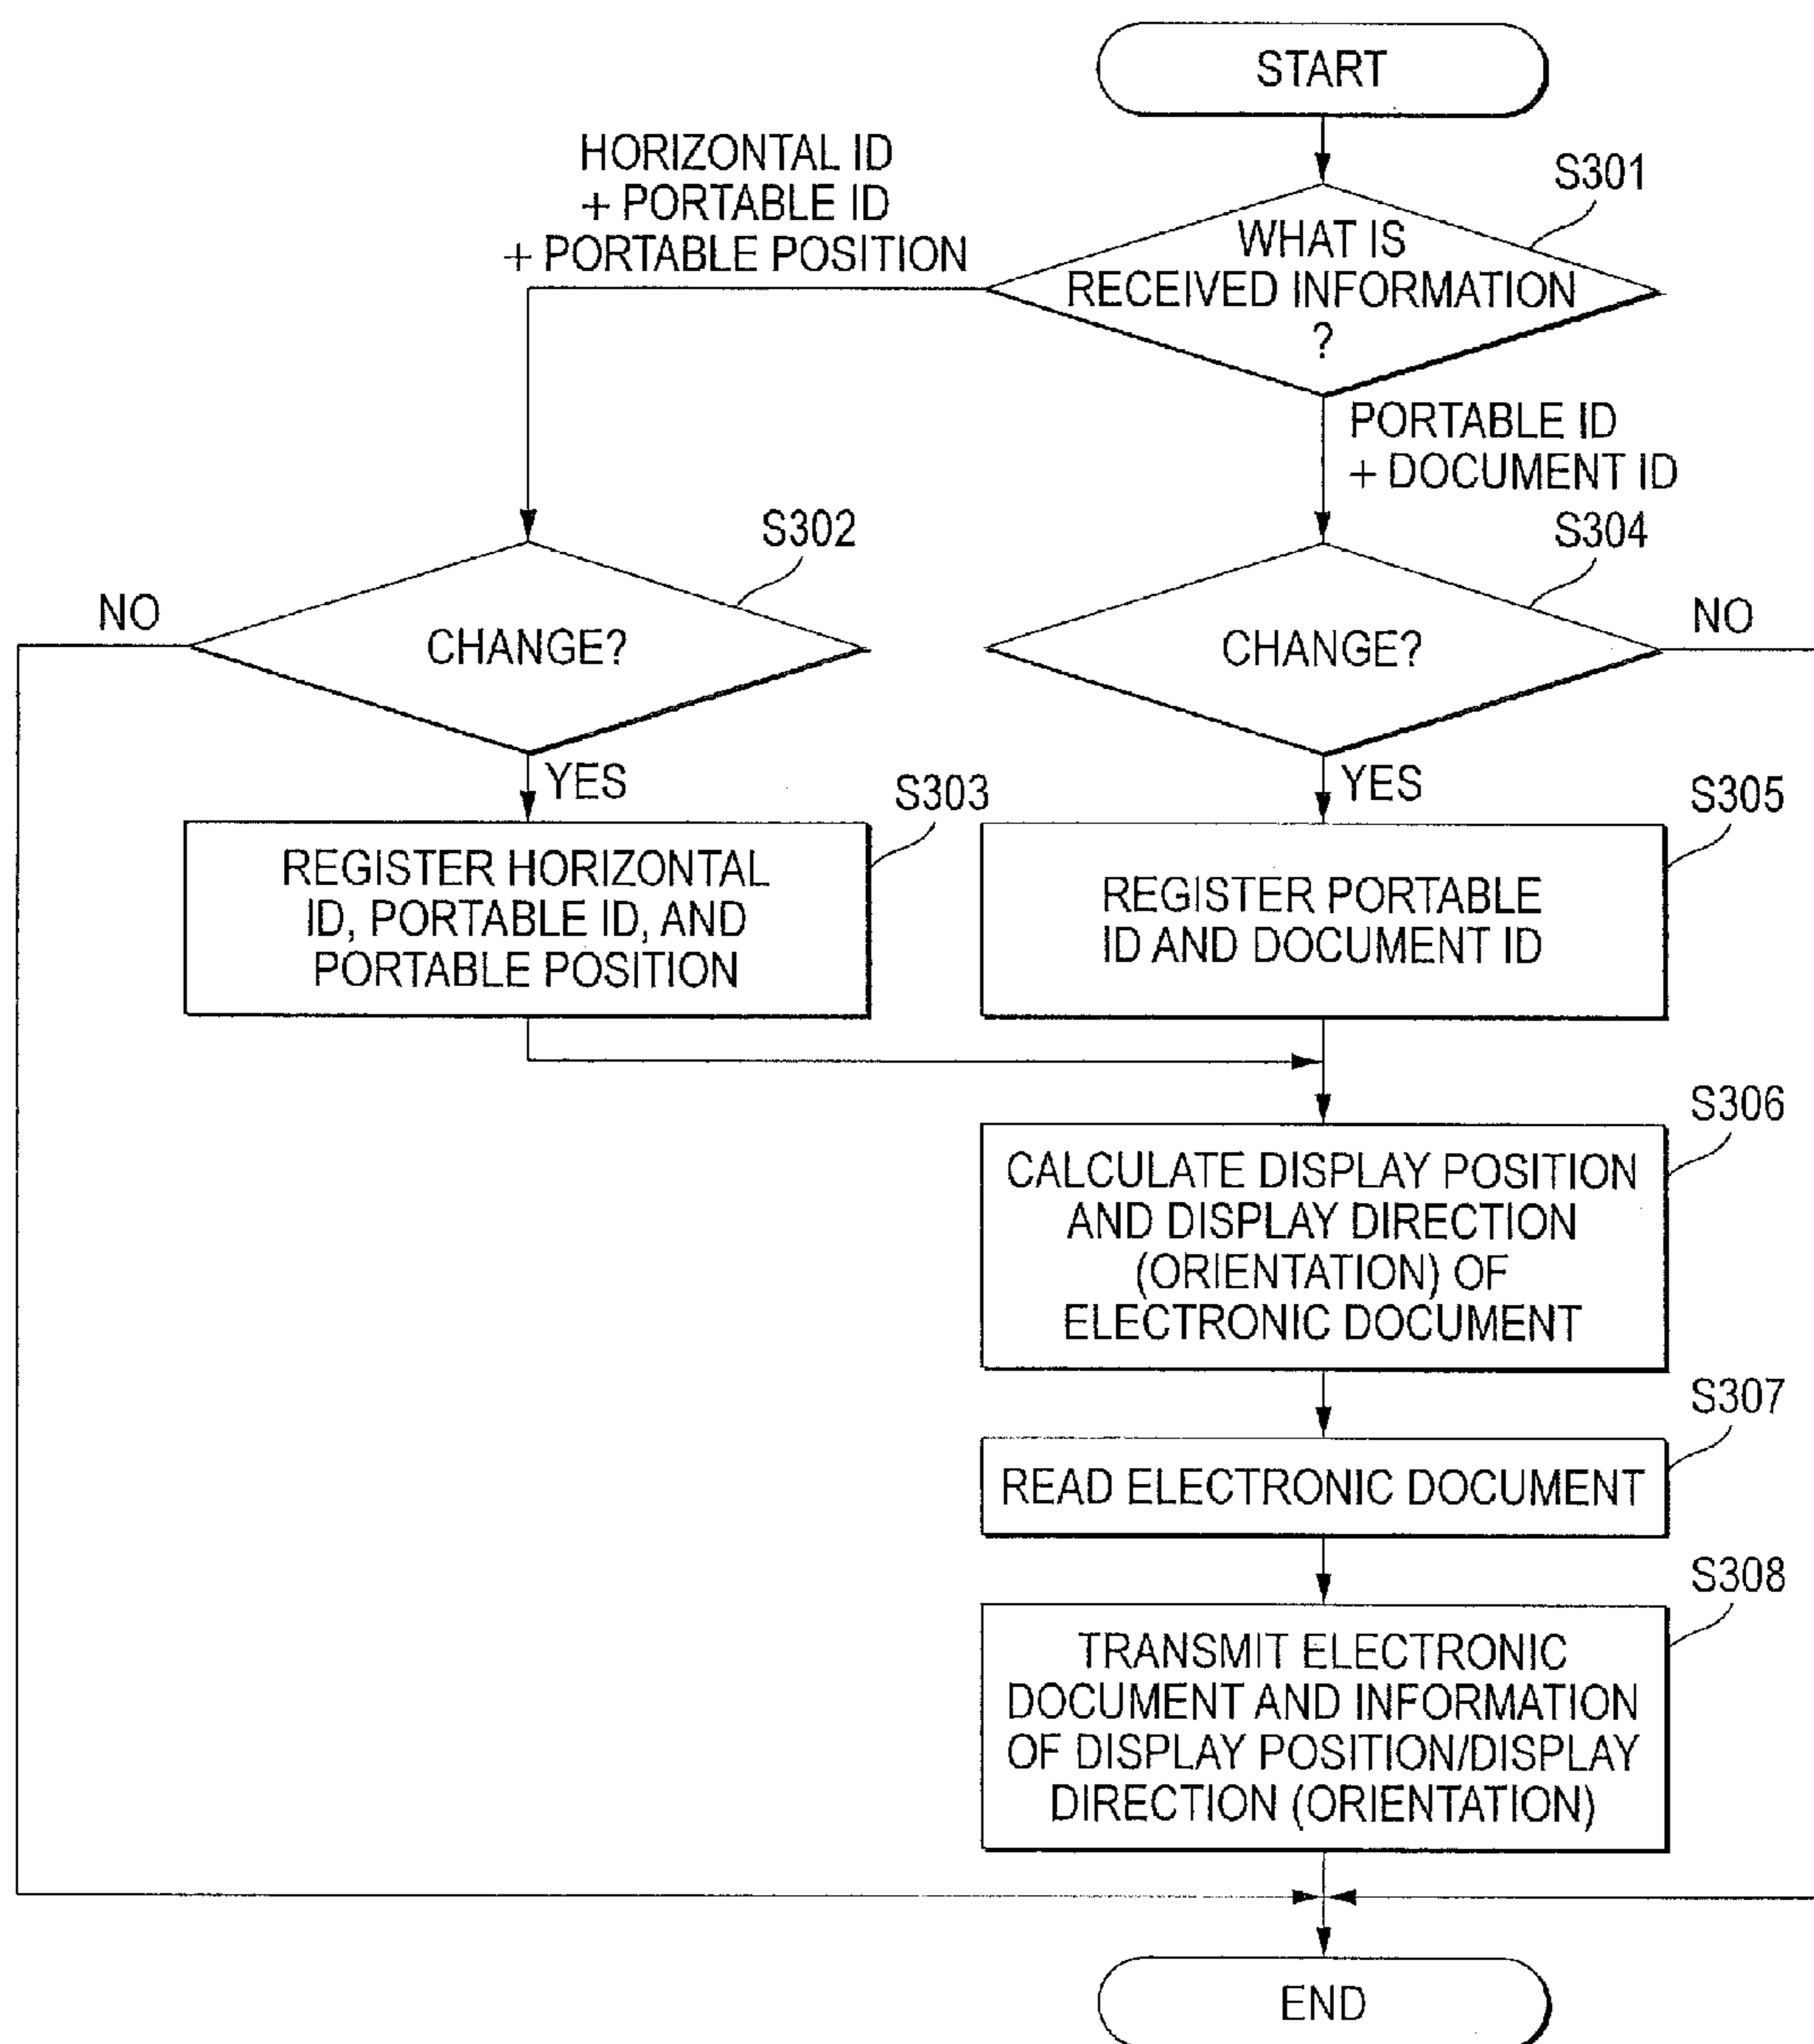 START
HORIZONTAL ID
+ PORTABLE ID
+ PORTABLE POSITION
S301
WHAT IS
RECEIVED INFORMATION
?
PORTABLE ID
+ DOCUMENT ID
S302
S304
NO
CHANGE?
CHANGE?
NO
YES
S303
YES
S305
REGISTER HORIZONTAL
ID, PORTABLE ID, AND
PORTABLE POSITION
REGISTER PORTABLE
ID AND DOCUMENT ID
S306
CALCULATE DISPLAY POSITION
AND DISPLAY DIRECTION
(ORIENTATION) OF
ELECTRONIC DOCUMENT
S307
READ ELECTRONIC DOCUMENT
S308
TRANSMIT ELECTRONIC
DOCUMENT AND INFORMATION
OF DISPLAY POSITION/DISPLAY
DIRECTION (ORIENTATION)
END